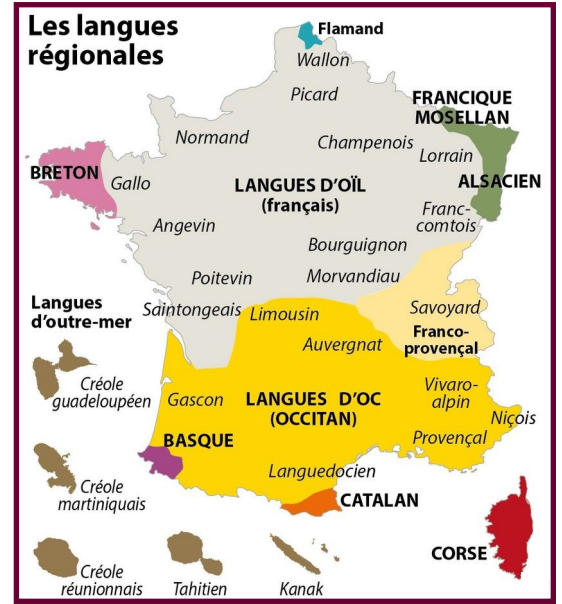 Les langues
régionales
Flamand
Wallon
Picard
FRANCIQUE
MOSELLAN
Normand
Champenois
Lorrain
BRETON
Gallo
LANGUES D'OÏL
(français)
ALSACIEN
Angevin
Franc-
comtois
Bourguignon
Poitevin
Morvandiau
Langues
d'outre-mer
Saintongeais
Limousin
Savoyard
Auvergnat
Franco-
provençal
Créole
guadeloupéen
Gascon
LANGUES D'OC
(OCCITAN)
Vivaro-
alpin
Niçois
BASQUE
Provençal
Languedocien
Créole
martiniquais
CATALAN
CORSE
Créole
réunionnais
Tahitien
Kanak